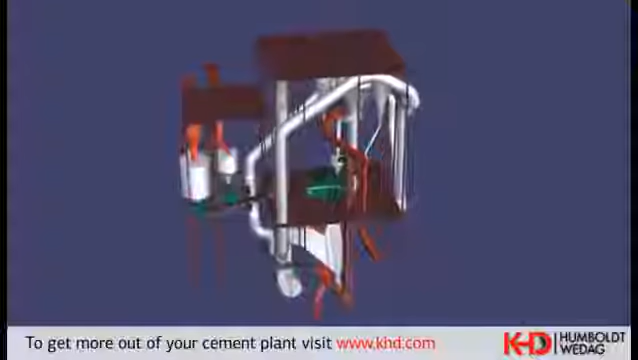 To get more out of your cement plant visit www.khd.com
KHD
HUMBOLDT
WEDAG